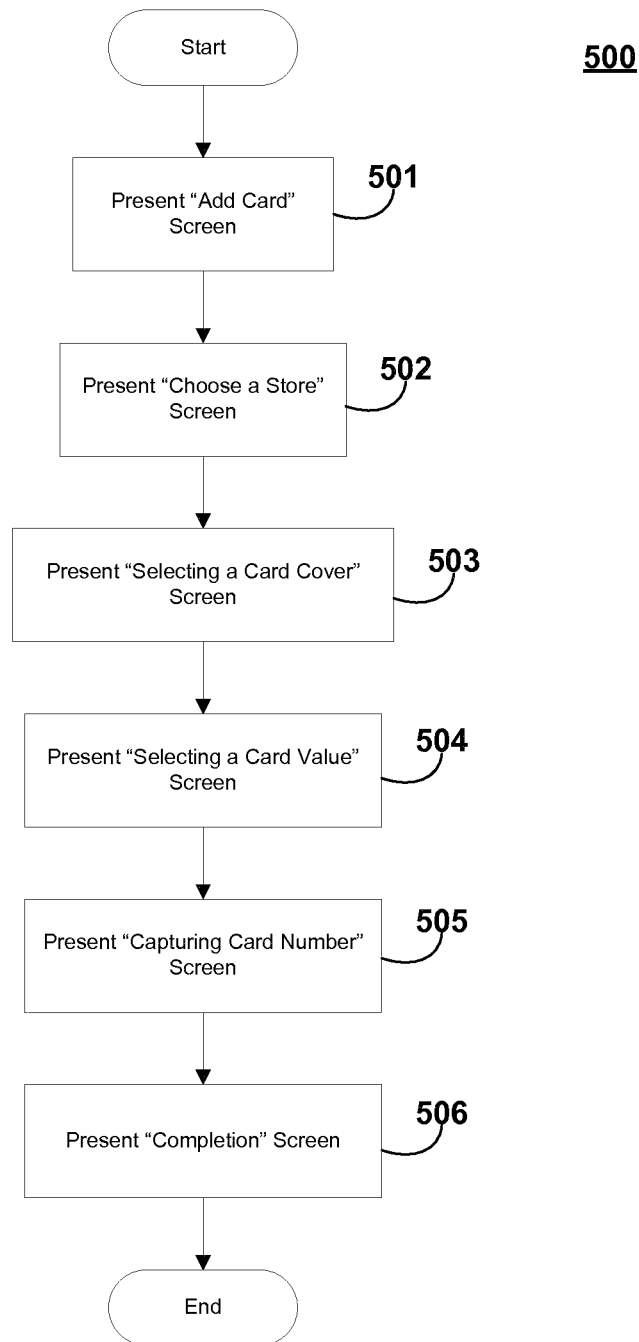 Start
500
501
Present “Add Card”
Screen
502
Present “Choose a Store”
Screen
503
Present “Selecting a Card Cover”
Screen
504
Present “Selecting a Card Value”
Screen
505
Present “Capturing Card Number”
Screen
506
Present “Completion” Screen
End